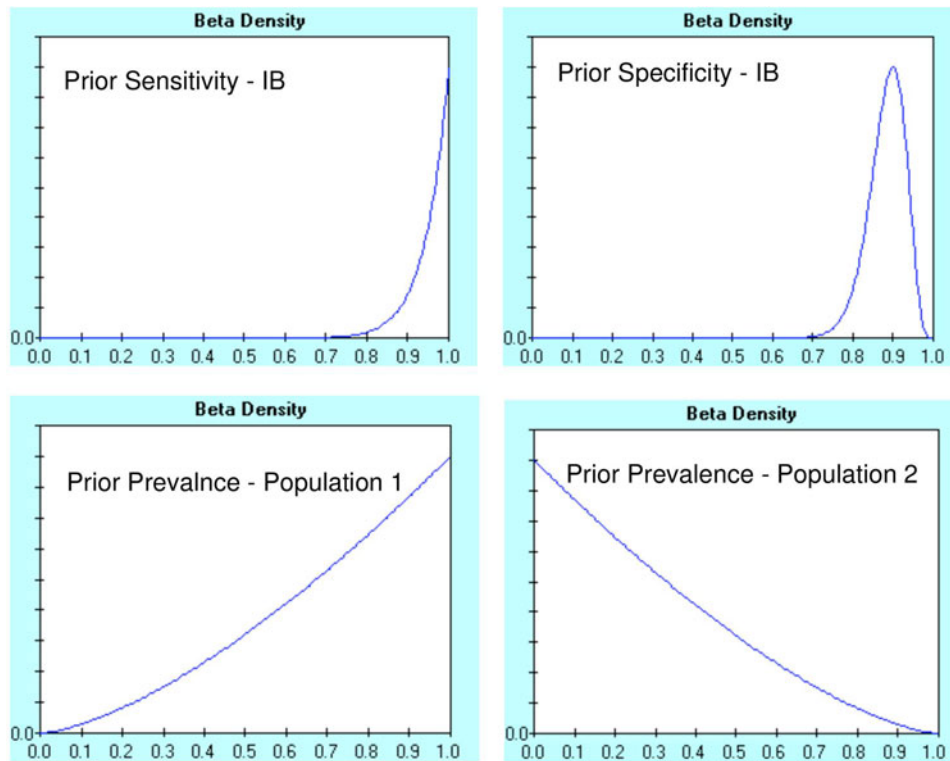 Beta Density
Prior Sensitivity - IB
0.0
0.0 0.1 0.2 0.3 0.4 0.5 0.6 0.7 0.8 0.9 1.0
Beta Density
Prior Specificity - IB
0.0
0.0 0.1 0.2 0.3 0.4 0.5 0.6 0.7 0.8 0.9 1.0
Beta Density
Prior Prevalnce - Population 1
0.0
0.0 0.1 0.2 0.3 0.4 0.5 0.6 0.7 0.8 0.9 1.0
Beta Density
Prior Prevalence - Population 2
0.0
0.0 0.1 0.2 0.3 0.4 0.5 0.6 0.7 0.8 0.9 1.0